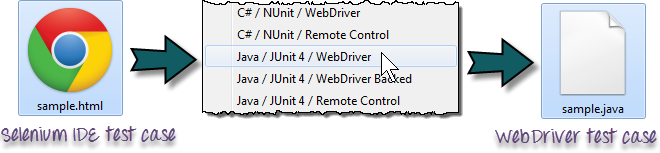 sample.html
Selenium IDE test case
C# / NUnit / WebDriver
C# / NUnit / Remote Control
Java / JUnit 4 / WebDriver
Java / JUnit 4 / WebDriver Backed
Java / JUnit 4 / Remote Control
sample.java
WebDriver test case